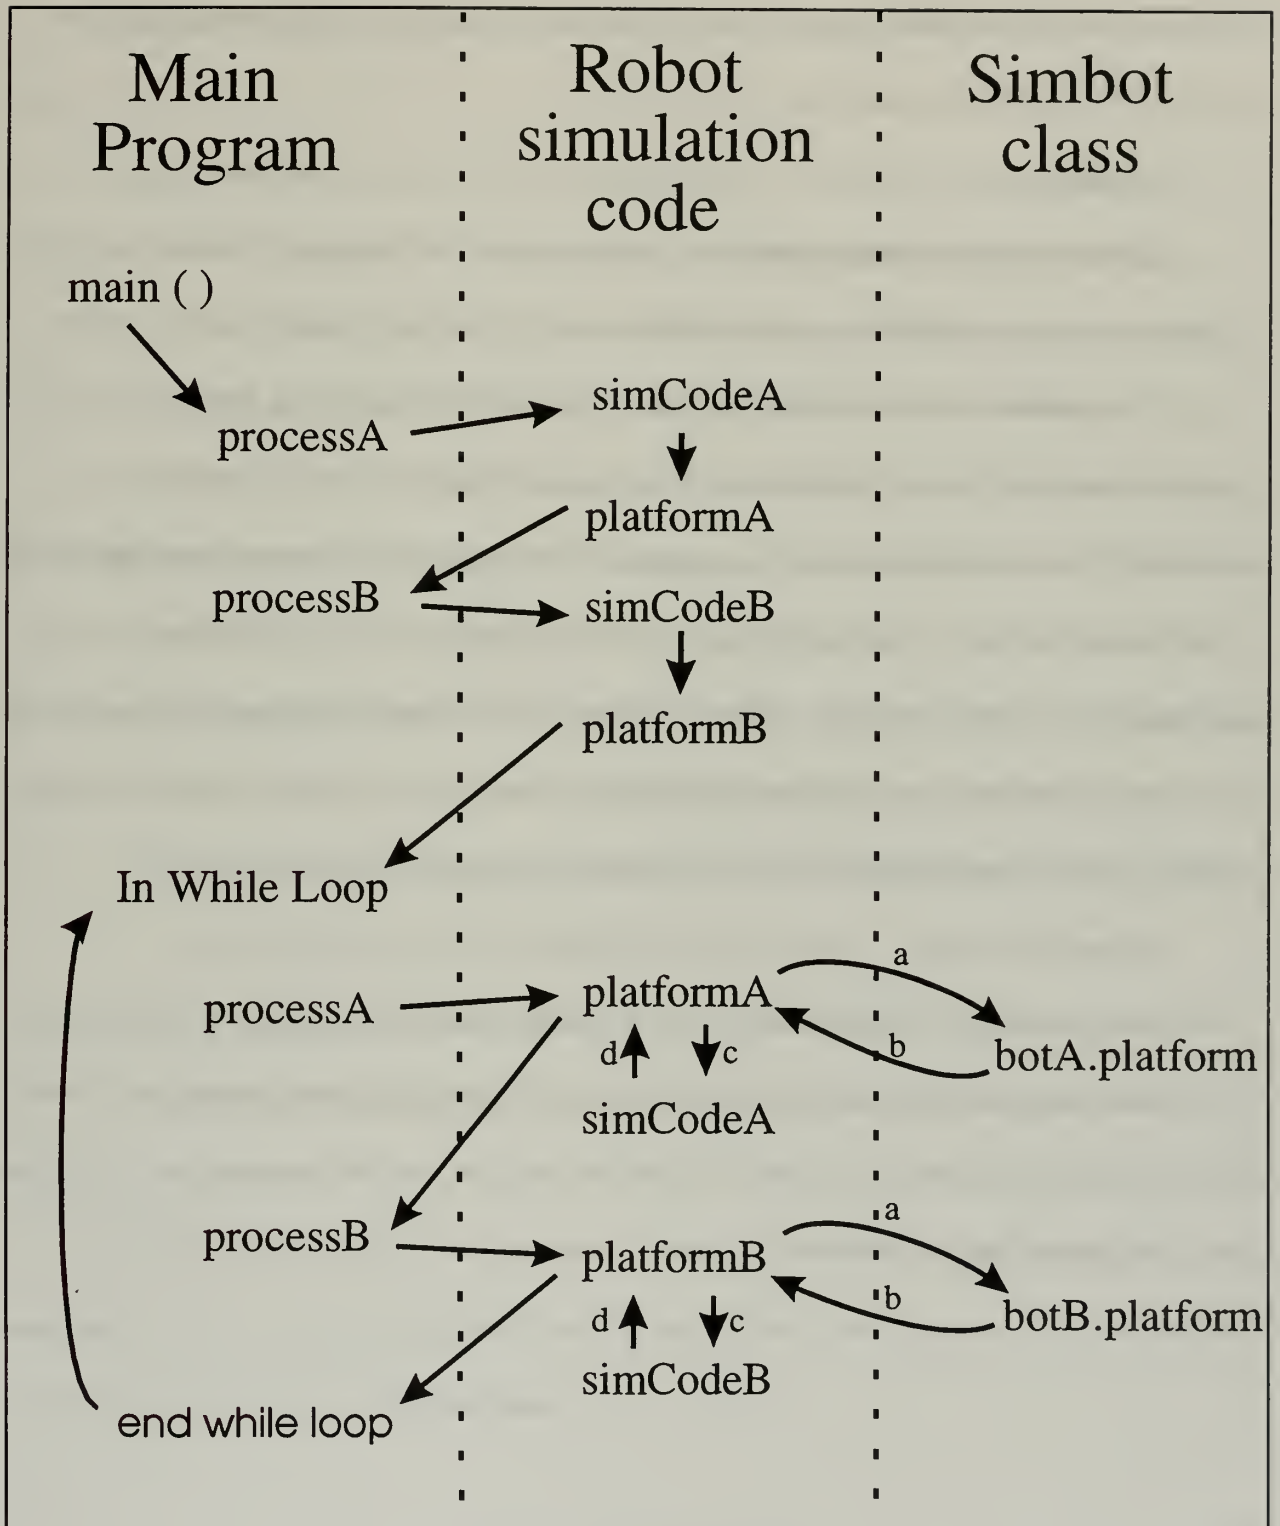 Main
Program
Robot
simulation
code
Simbot
class
main ( )
processA
simCodeA
platformA
processB
simCodeB
platformB
In While Loop
processA
platformA
a
b
botA.platform
d
c
simCodeA
processB
platformB
a
b
botB.platform
d
c
simCodeB
end while loop